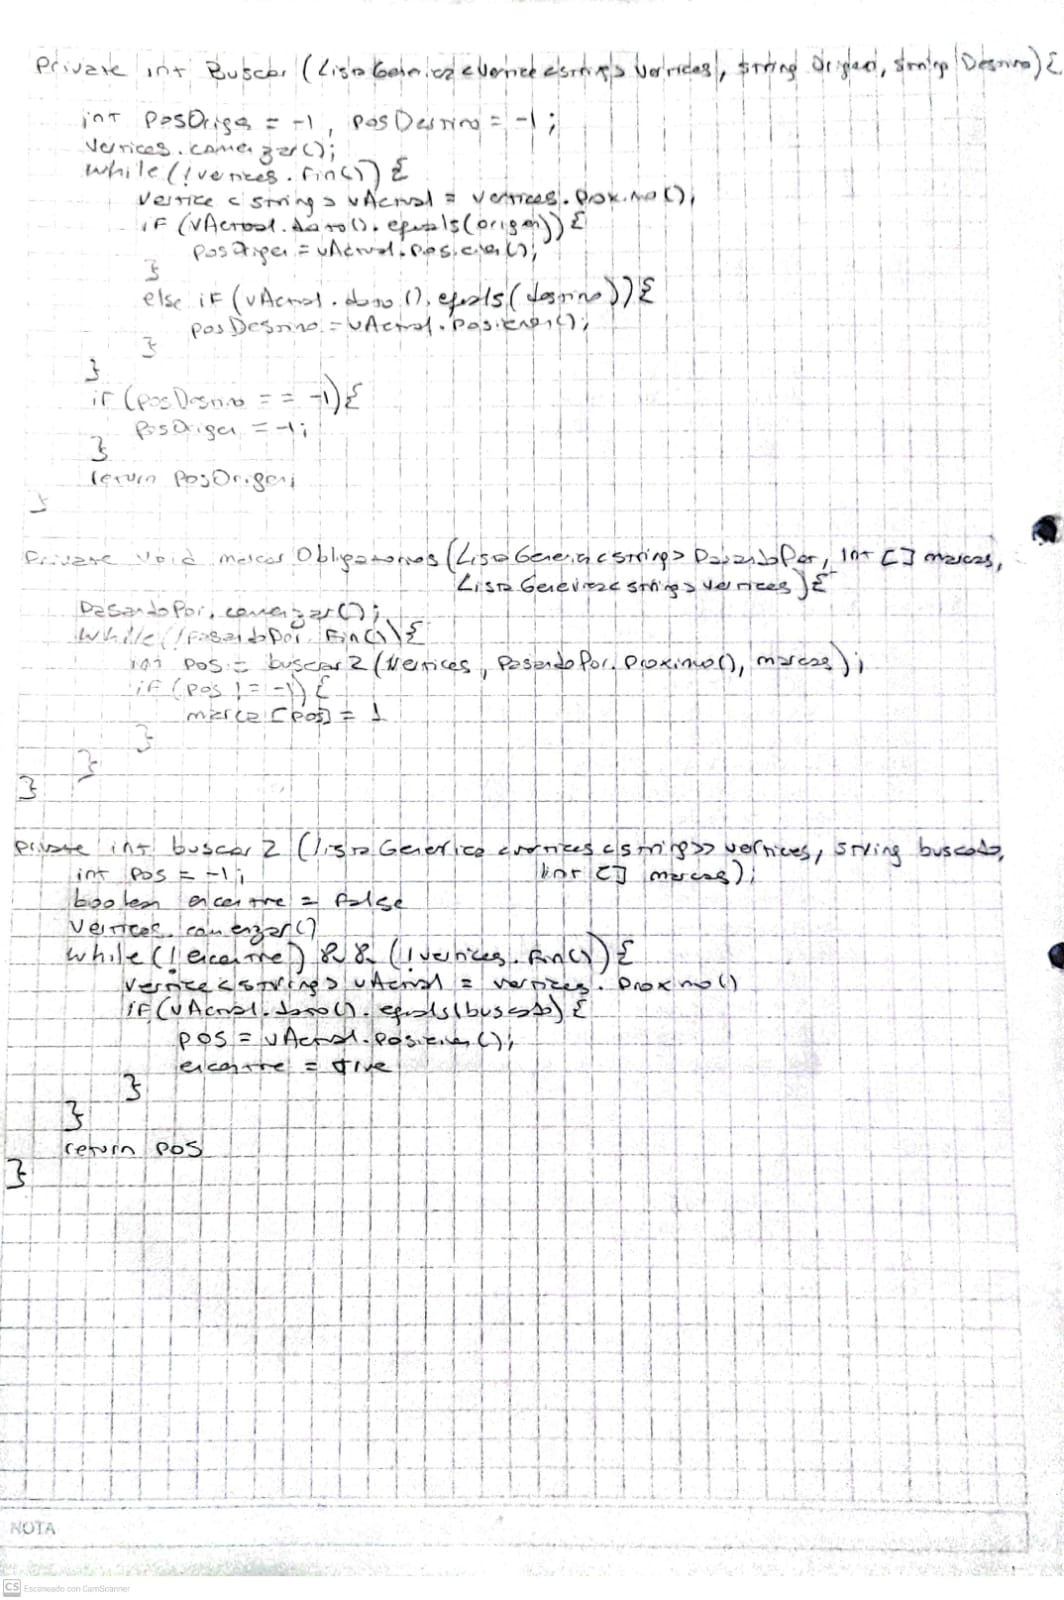 Private int Buscar (ListaGenerica<Vertice<string>> Vertices, string Origen, string Destino){
int PosOrigen = -1, posDestino = -1;
Vertices.comenzar();
while(!vertices.fin()){
Vertice<string> vActual = vertices.proximo();
if (vActual.dato().equals(origen)){
posOrigen = vActual.posicion();
}
else if (vActual.dato().equals(destino)){
posDestino = vActual.posicion();
}
}
if (posDestino == -1){
PosOrigen = -1;
}
return PosOrigen;
}
Private Void marcar Obligatorios (ListaGenerica<string> PasandoPor, int [] marcas,
ListaGenerica<string> vertices){
PasandoPor.comenzar();
While(!PasandoPor.Fin()){
int pos = buscar2(Vertices, PasandoPor.proximo(), marcas);
if (pos != -1){
marca[pos] = 1
}
}
}
private int buscar2 (lista Generica<vertices<string>> vertices, string buscado,
int [] marcas);
int pos = -1;
boolean encontre = false
Vertices.comenzar()
while(!encontre) && (!vertices.fin()){
vertice<string> vActual = vertices.proximo()
if(vActual.dato().equals(buscado){
pos = vActual.posicion();
encontre = true
}
}
return pos
}
NOTA
CS Escaneado con CamScanner